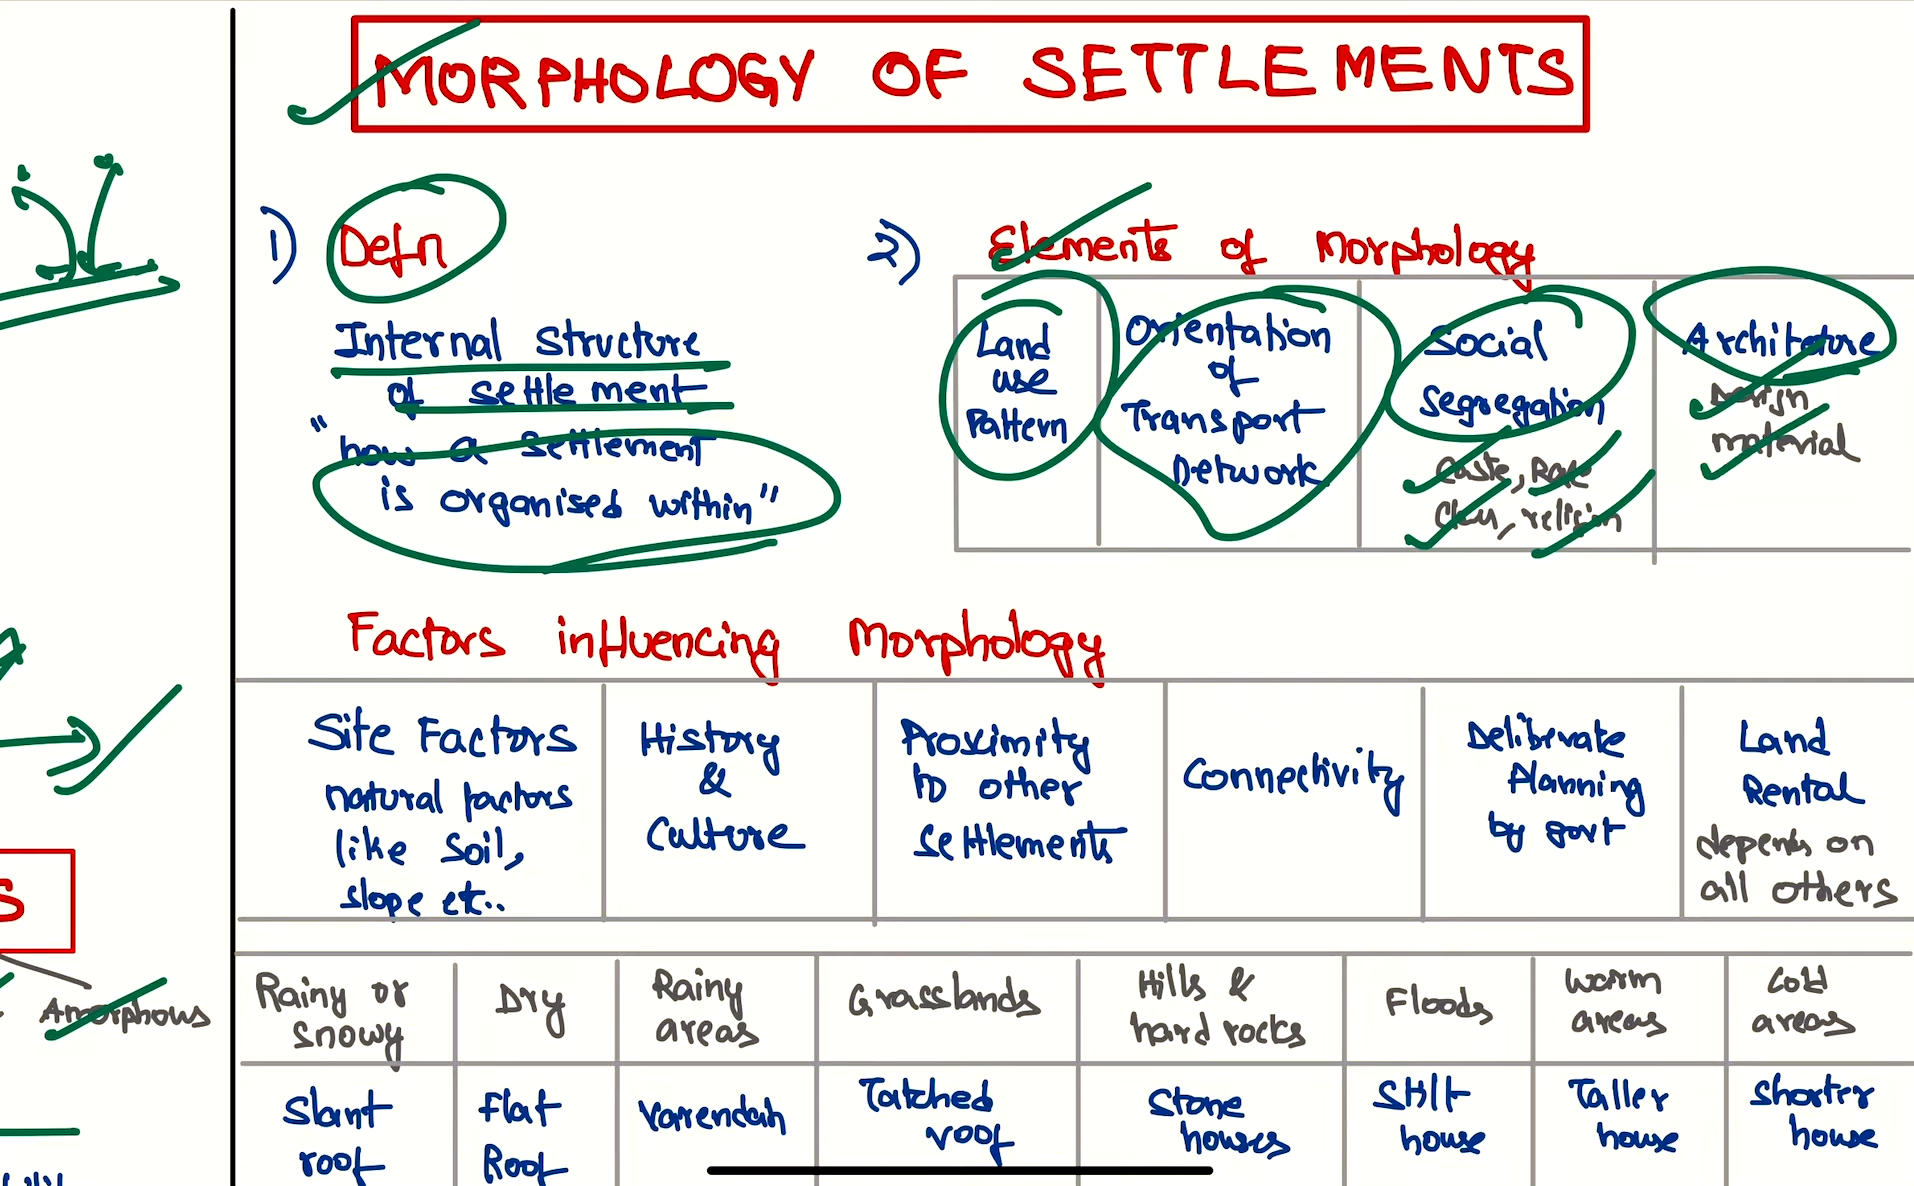 MORPHOLOGY OF SETTLEMENTS
1) Defn
Internal structure
of settlement
"how a settlement
is organised within"
2) Elements of Morphology
Land
use
Pattern
Orientation
of
Transport
Network
Social
Segregation
Caste, Race
Clan, religion
Architecture
Design
material
Factors influencing Morphology
Site Factors
natural factors
like soil,
slope etc..
History
&
Culture
Proximity
to other
settlements
Connectivity
Deliberate
Planning
by govt
Land
Rental
depends on
all others
S
Amorphous
Rainy or
snowy
Dry
Rainy
areas
Grasslands
Hills &
hard rocks
Floods
Warm
areas
Cold
areas
Slant
roof
Flat
Roof
Varendah
Tatched
roof
Stone
houses
Stilt
house
Taller
house
Shorter
house